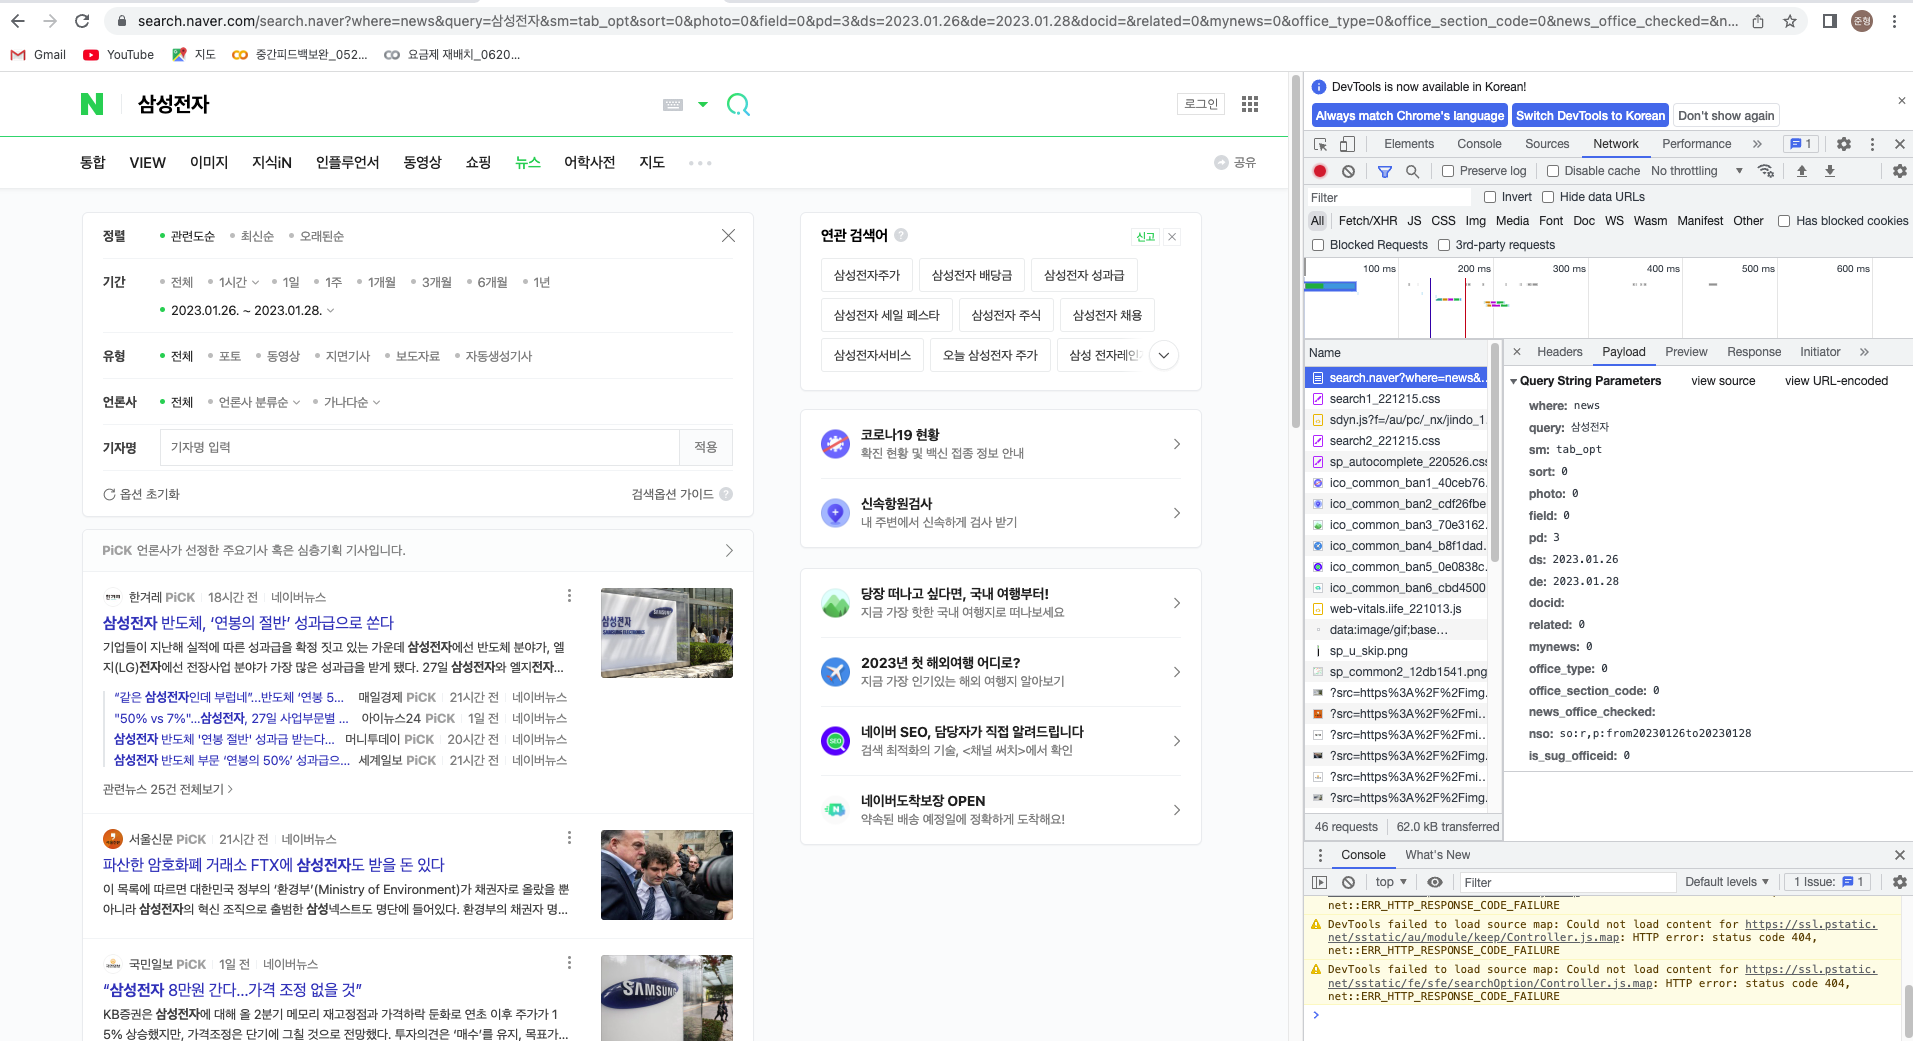 search.naver.com/search.naver?where=news&query=삼성전자&sm=tab_opt&sort=0&photo=0&field=0&pd=3&ds=2023.01.26&de=2023.01.28&docid=&related=0&mynews=0&office_type=0&office_section_code=0&news_office_checked=&n...
준형
Gmail
YouTube
지도
중간피드백보완_052...
요금제 재배치_0620...
N 삼성전자
로그인
통합 VIEW 이미지 지식iN 인플루언서 동영상 쇼핑 뉴스 어학사전 지도
공유
정렬 관련도순 최신순 오래된순
기간 전체 1시간 1일 1주 1개월 3개월 6개월 1년
2023.01.26. ~ 2023.01.28.
유형 전체 포토 동영상 지면기사 보도자료 자동생성기사
언론사 전체 언론사 분류순 가나다순
기자명 기자명 입력 적용
옵션 초기화
검색옵션 가이드 ?
PiCK 언론사가 선정한 주요기사 혹은 심층기획 기사입니다.
한겨레 PiCK 18시간 전 네이버뉴스
삼성전자 반도체, ‘연봉의 절반’ 성과급으로 쏜다
기업들이 지난해 실적에 따른 성과급을 확정 짓고 있는 가운데 삼성전자에선 반도체 분야가, 엘
지(LG)전자에선 전장사업 분야가 가장 많은 성과급을 받게 됐다. 27일 삼성전자와 엘지전자...
삼성전자
SAMSUNG ELECTRONICS
SAMSUNG
“같은 삼성전자인데 부럽네”...반도체 ‘연봉 5... 매일경제 PiCK 21시간 전 네이버뉴스
"50% vs 7%"...삼성전자, 27일 사업부문별 ... 아이뉴스24 PiCK 1일 전 네이버뉴스
삼성전자 반도체 '연봉 절반' 성과급 받는다... 머니투데이 PiCK 20시간 전 네이버뉴스
삼성전자 반도체 부문 ‘연봉의 50%’ 성과급으... 세계일보 PiCK 21시간 전 네이버뉴스
관련뉴스 25건 전체보기
서울신문 PiCK 21시간 전 네이버뉴스
파산한 암호화폐 거래소 FTX에 삼성전자도 받을 돈 있다
이 목록에 따르면 대한민국 정부의 ‘환경부’(Ministry of Environment)가 채권자로 올랐을 뿐
아니라 삼성전자의 혁신 조직으로 출범한 삼성넥스트도 명단에 들어있다. 환경부의 채권자 명...
국민일보 PiCK 1일 전 네이버뉴스
“삼성전자 8만원 간다...가격 조정 없을 것”
KB증권은 삼성전자에 대해 올 2분기 메모리 재고정점과 가격하락 둔화로 연초 이후 주가가 1
5% 상승했지만, 가격조정은 단기에 그칠 것으로 전망했다. 투자의견은 ‘매수’를 유지, 목표가...
SAMSUNG
연관 검색어 ? 신고
삼성전자주가 삼성전자 배당금 삼성전자 성과급
삼성전자 세일 페스타 삼성전자 주식 삼성전자 채용
삼성전자서비스 오늘 삼성전자 주가 삼성 전자레인
코로나19 현황
확진 현황 및 백신 접종 정보 안내
신속항원검사
내 주변에서 신속하게 검사 받기
당장 떠나고 싶다면, 국내 여행부터!
지금 가장 핫한 국내 여행지로 떠나보세요
2023년 첫 해외여행 어디로?
지금 가장 인기있는 해외 여행지 알아보기
SEO
네이버 SEO, 담당자가 직접 알려드립니다
검색 최적화의 기술, <채널 써치>에서 확인
N
네이버도착보장 OPEN
약속된 배송 예정일에 정확하게 도착해요!
DevTools is now available in Korean!
Always match Chrome's language Switch DevTools to Korean Don't show again
Elements Console Sources Network Performance » 1
Preserve log Disable cache No throttling
Filter Invert Hide data URLs
All Fetch/XHR JS CSS Img Media Font Doc WS Wasm Manifest Other Has blocked cookies
Blocked Requests 3rd-party requests
100 ms 200 ms 300 ms 400 ms 500 ms 600 ms
Name
search.naver?where=news&...
search1_221215.css
sdyn.js?f=/au/pc/_nx/jindo_1
search2_221215.css
sp_autocomplete_220526.css
ico_common_ban1_40ceb76.
ico_common_ban2_cdf26fbe
ico_common_ban3_70e3162.
ico_common_ban4_b8f1dad.
ico_common_ban5_0e0838c.
ico_common_ban6_cbd4500
web-vitals.iife_221013.js
data:image/gif;base...
sp_u_skip.png
sp_common2_12db1541.png
?src=https%3A%2F%2Fimg.
?src=https%3A%2F%2Fmi...
?src=https%3A%2F%2Fmi...
?src=https%3A%2F%2Fimg.
?src=https%3A%2F%2Fmi...
?src=https%3A%2F%2Fimg.
46 requests 62.0 kB transferred
Headers Payload Preview Response Initiator »
Query String Parameters view source view URL-encoded
where: news
query: 삼성전자
sm: tab_opt
sort: 0
photo: 0
field: 0
pd: 3
ds: 2023.01.26
de: 2023.01.28
docid:
related: 0
mynews: 0
office_type: 0
office_section_code: 0
news_office_checked:
nso: so:r,p:from20230126to20230128
is_sug_officeid: 0
Console What's New
top Filter Default levels 1 Issue: 1
net::ERR_HTTP_RESPONSE_CODE_FAILURE
DevTools failed to load source map: Could not load content for https://ssl.pstatic.
net/sstatic/au/module/keep/Controller.js.map: HTTP error: status code 404,
net::ERR_HTTP_RESPONSE_CODE_FAILURE
DevTools failed to load source map: Could not load content for https://ssl.pstatic.
net/sstatic/fe/sfe/searchOption/Controller.js.map: HTTP error: status code 404,
net::ERR_HTTP_RESPONSE_CODE_FAILURE